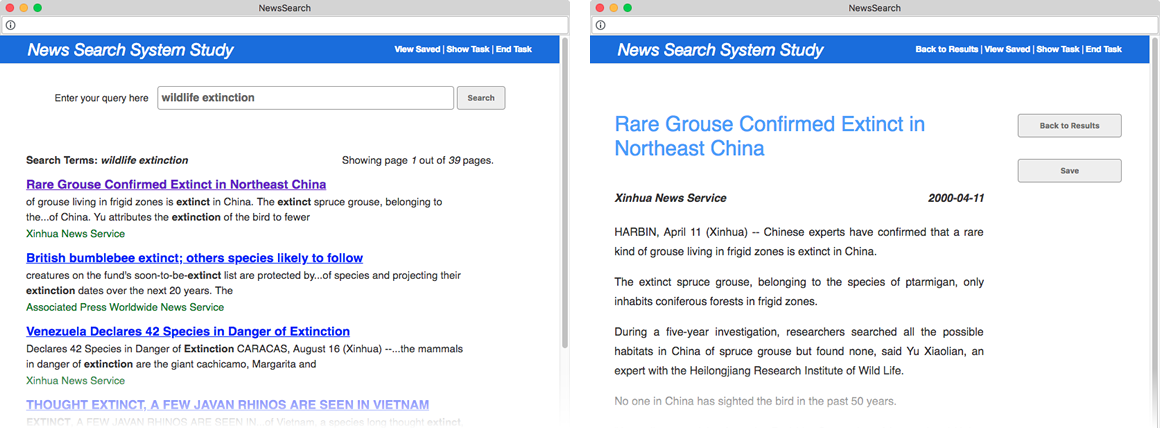 NewsSearch
News Search System Study
View Saved | Show Task | End Task
Enter your query here
wildlife extinction
Search
Search Terms: wildlife extinction
Showing page 1 out of 39 pages.
Rare Grouse Confirmed Extinct in Northeast China
of grouse living in frigid zones is extinct in China. The extinct spruce grouse, belonging to
the...of China. Yu attributes the extinction of the bird to fewer
Xinhua News Service
British bumblebee extinct; others species likely to follow
creatures on the fund's soon-to-be-extinct list are protected by...of species and projecting their
extinction dates over the next 20 years. The
Associated Press Worldwide News Service
Venezuela Declares 42 Species in Danger of Extinction
Declares 42 Species in Danger of Extinction CARACAS, August 16 (Xinhua) --...the mammals
in danger of extinction are the giant cachicamo, Margarita and
Xinhua News Service
THOUGHT EXTINCT, A FEW JAVAN RHINOS ARE SEEN IN VIETNAM
EXTINCT, A FEW JAVAN RHINOS ARE SEEN IN...of Vietnam, a species long thought extinct,
NewsSearch
News Search System Study
Back to Results | View Saved | Show Task | End Task
Rare Grouse Confirmed Extinct in
Northeast China
Back to Results
Save
Xinhua News Service
2000-04-11
HARBIN, April 11 (Xinhua) -- Chinese experts have confirmed that a rare
kind of grouse living in frigid zones is extinct in China.
The extinct spruce grouse, belonging to the species of ptarmigan, only
inhabits coniferous forests in frigid zones.
During a five-year investigation, researchers searched all the possible
habitats in China of spruce grouse but found none, said Yu Xiaolian, an
expert with the Heilongjiang Research Institute of Wild Life.
No one in China has sighted the bird in the past 50 years.